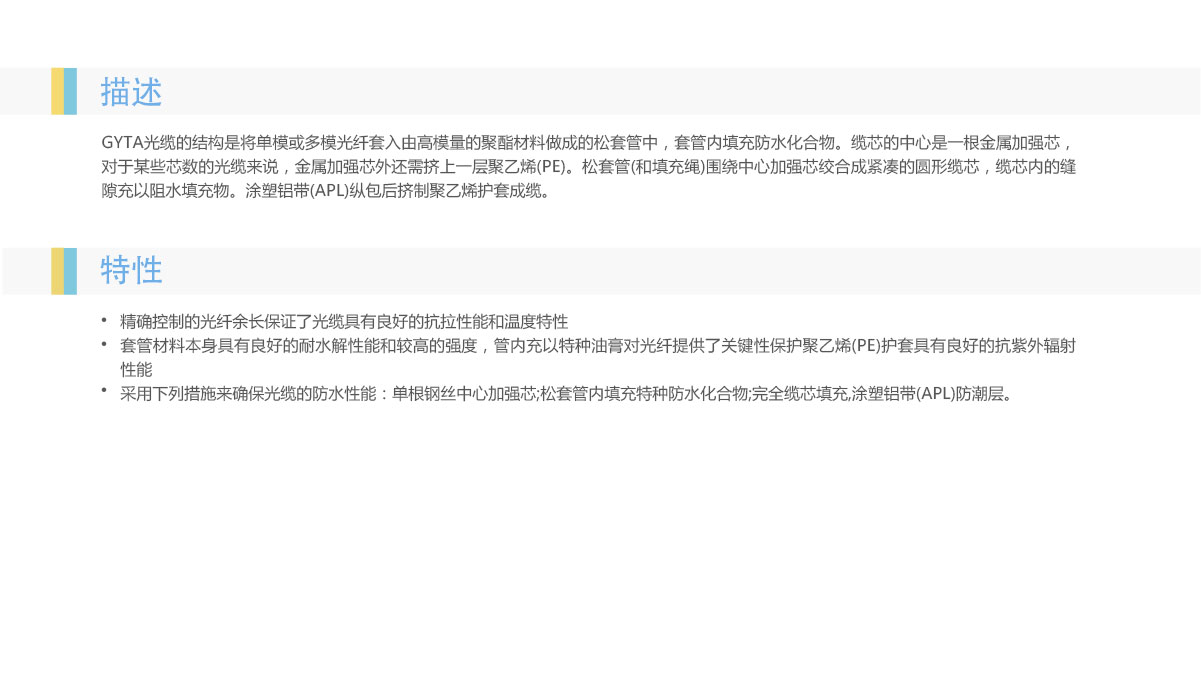 描述
GYTA光缆的结构是将单模或多模光纤套入由高模量的聚酯材料做成的松套管中，套管内填充防水化合物。缆芯的中心是一根金属加强芯，
对于某些芯数的光缆来说，金属加强芯外还需挤上一层聚乙烯(PE)。松套管(和填充绳)围绕中心加强芯绞合成紧凑的圆形缆芯，缆芯内的缝
隙充以阻水填充物。涂塑铝带(APL)纵包后挤制聚乙烯护套成缆。
特性
• 精确控制的光纤余长保证了光缆具有良好的抗拉性能和温度特性
• 套管材料本身具有良好的耐水解性能和较高的强度，管内充以特种油膏对光纤提供了关键性保护聚乙烯(PE)护套具有良好的抗紫外辐射
性能
• 采用下列措施来确保光缆的防水性能：单根钢丝中心加强芯;松套管内填充特种防水化合物;完全缆芯填充,涂塑铝带(APL)防潮层。